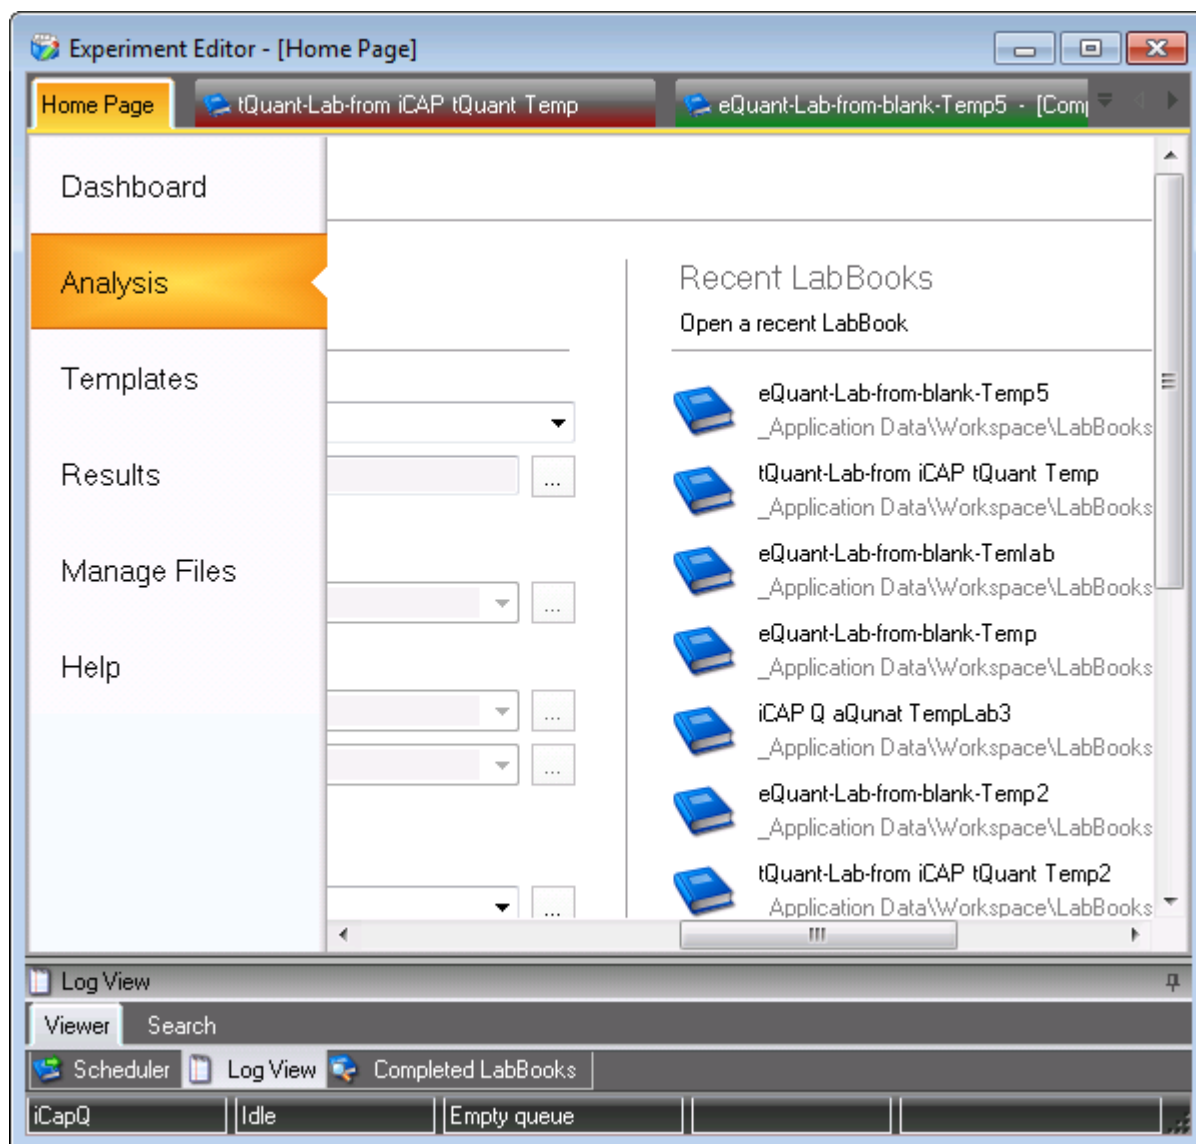 Experiment Editor - [Home Page]
Home Page
tQuant-Lab-from iCAP tQuant Temp
eQuant-Lab-from-blank-Temp5 - [Com
Dashboard
Analysis
Templates
Results
Manage Files
Help
Recent LabBooks
Open a recent LabBook
eQuant-Lab-from-blank-Temp5
_Application Data\Workspace\LabBooks
tQuant-Lab-from iCAP tQuant Temp
_Application Data\Workspace\LabBooks
eQuant-Lab-from-blank-Temlab
_Application Data\Workspace\LabBooks
eQuant-Lab-from-blank-Temp
_Application Data\Workspace\LabBooks
iCAP Q aQunat TempLab3
_Application Data\Workspace\LabBooks
eQuant-Lab-from-blank-Temp2
_Application Data\Workspace\LabBooks
tQuant-Lab-from iCAP tQuant Temp2
_Application Data\Workspace\LabBooks
...
...
...
...
...
Log View
Viewer Search
Scheduler Log View Completed LabBooks
iCapQ Idle Empty queue